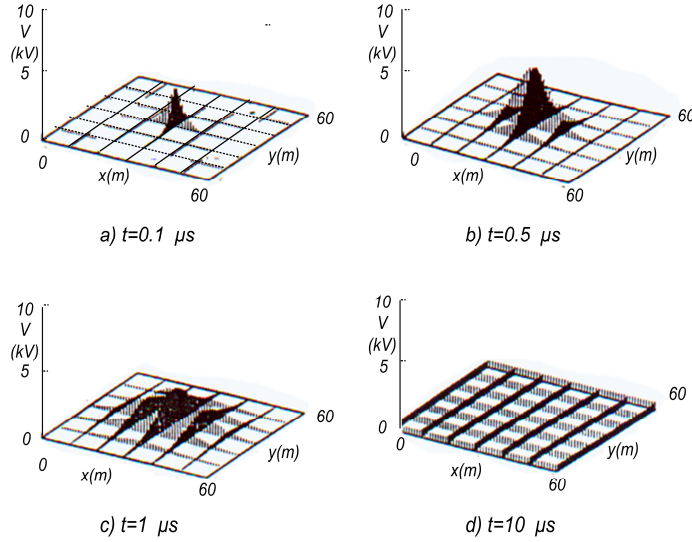 10
V
(kV)
5
0
0
x(m)
60
y(m)
60
a) t=0.1 μs
10
V
(kV)
5
0
0
x(m)
60
y(m)
60
b) t=0.5 μs
10
V
(kV)
5
0
0
x(m)
60
y(m)
60
c) t=1 μs
10
V
(kV)
5
0
0
x(m)
60
y(m)
60
d) t=10 μs